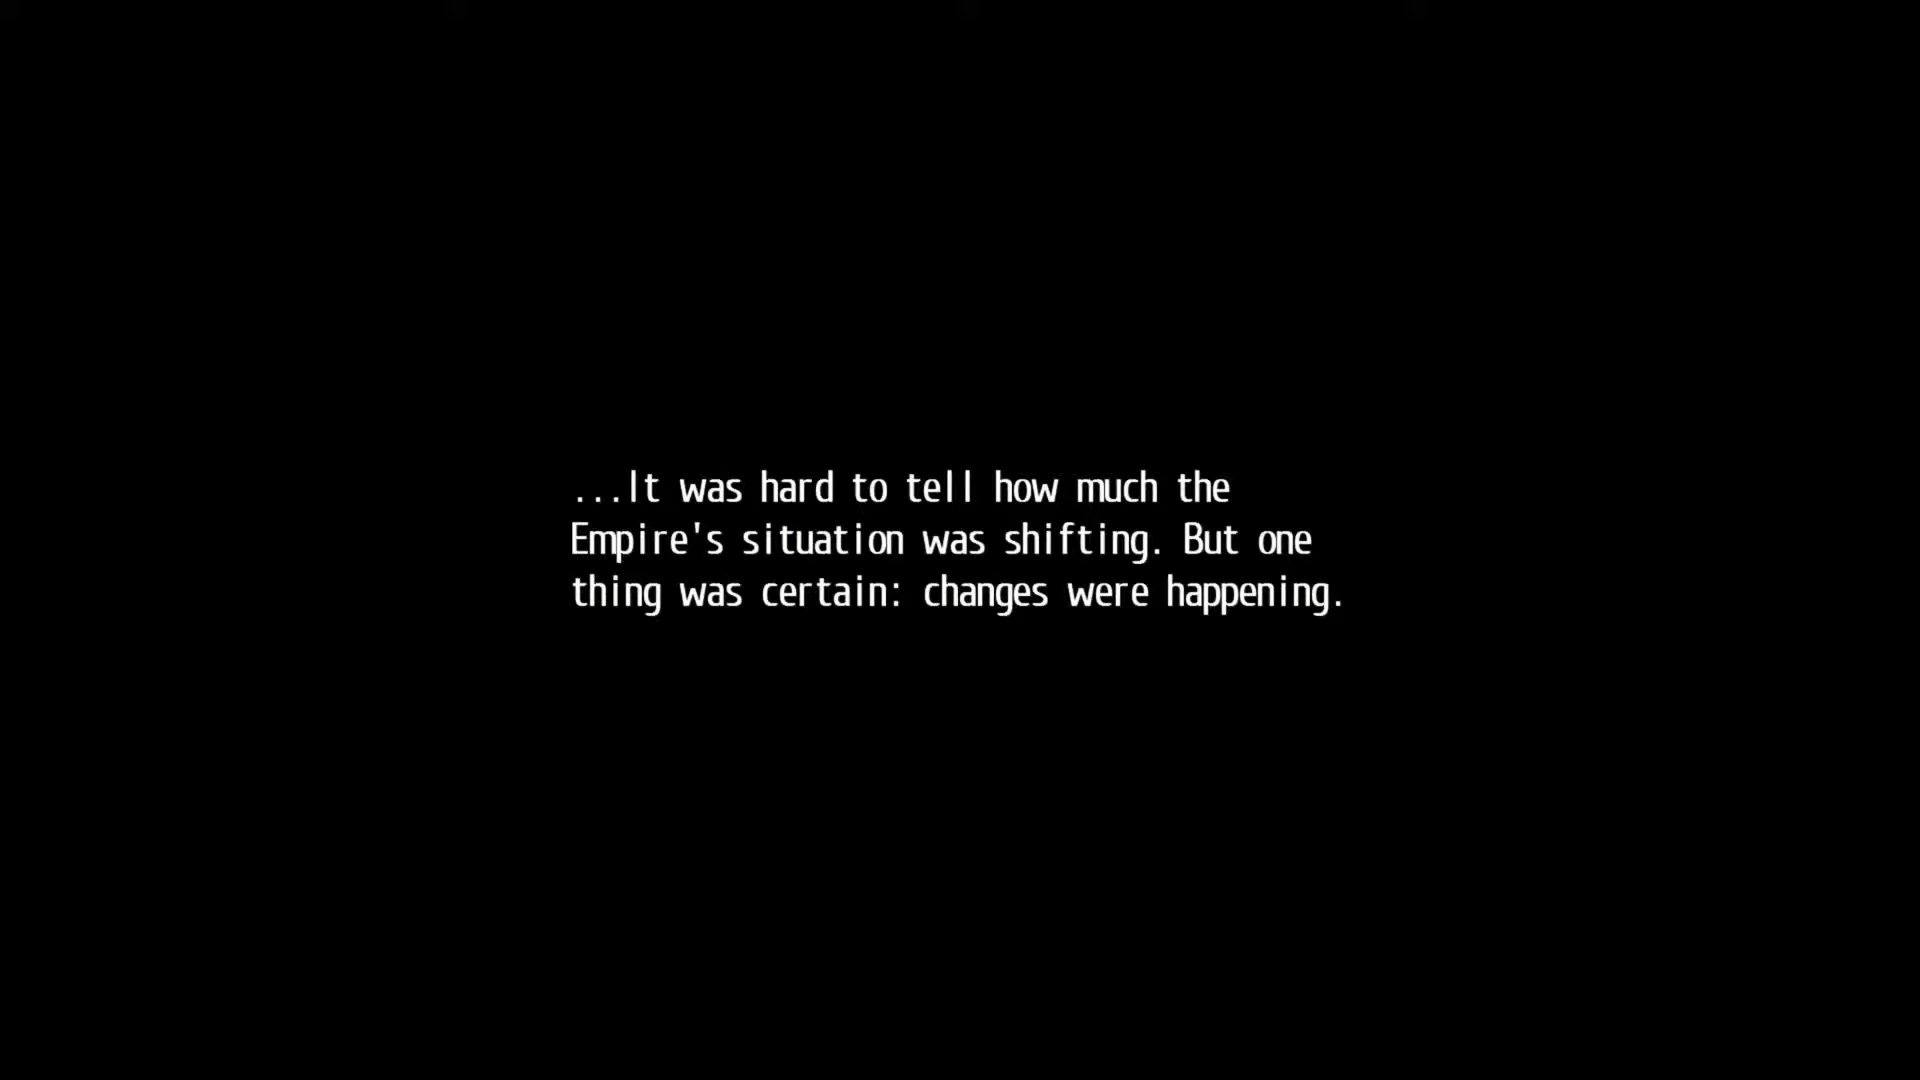 ...It was hard to tell how much the
Empire's situation was shifting. But one
thing was certain: changes were happening.